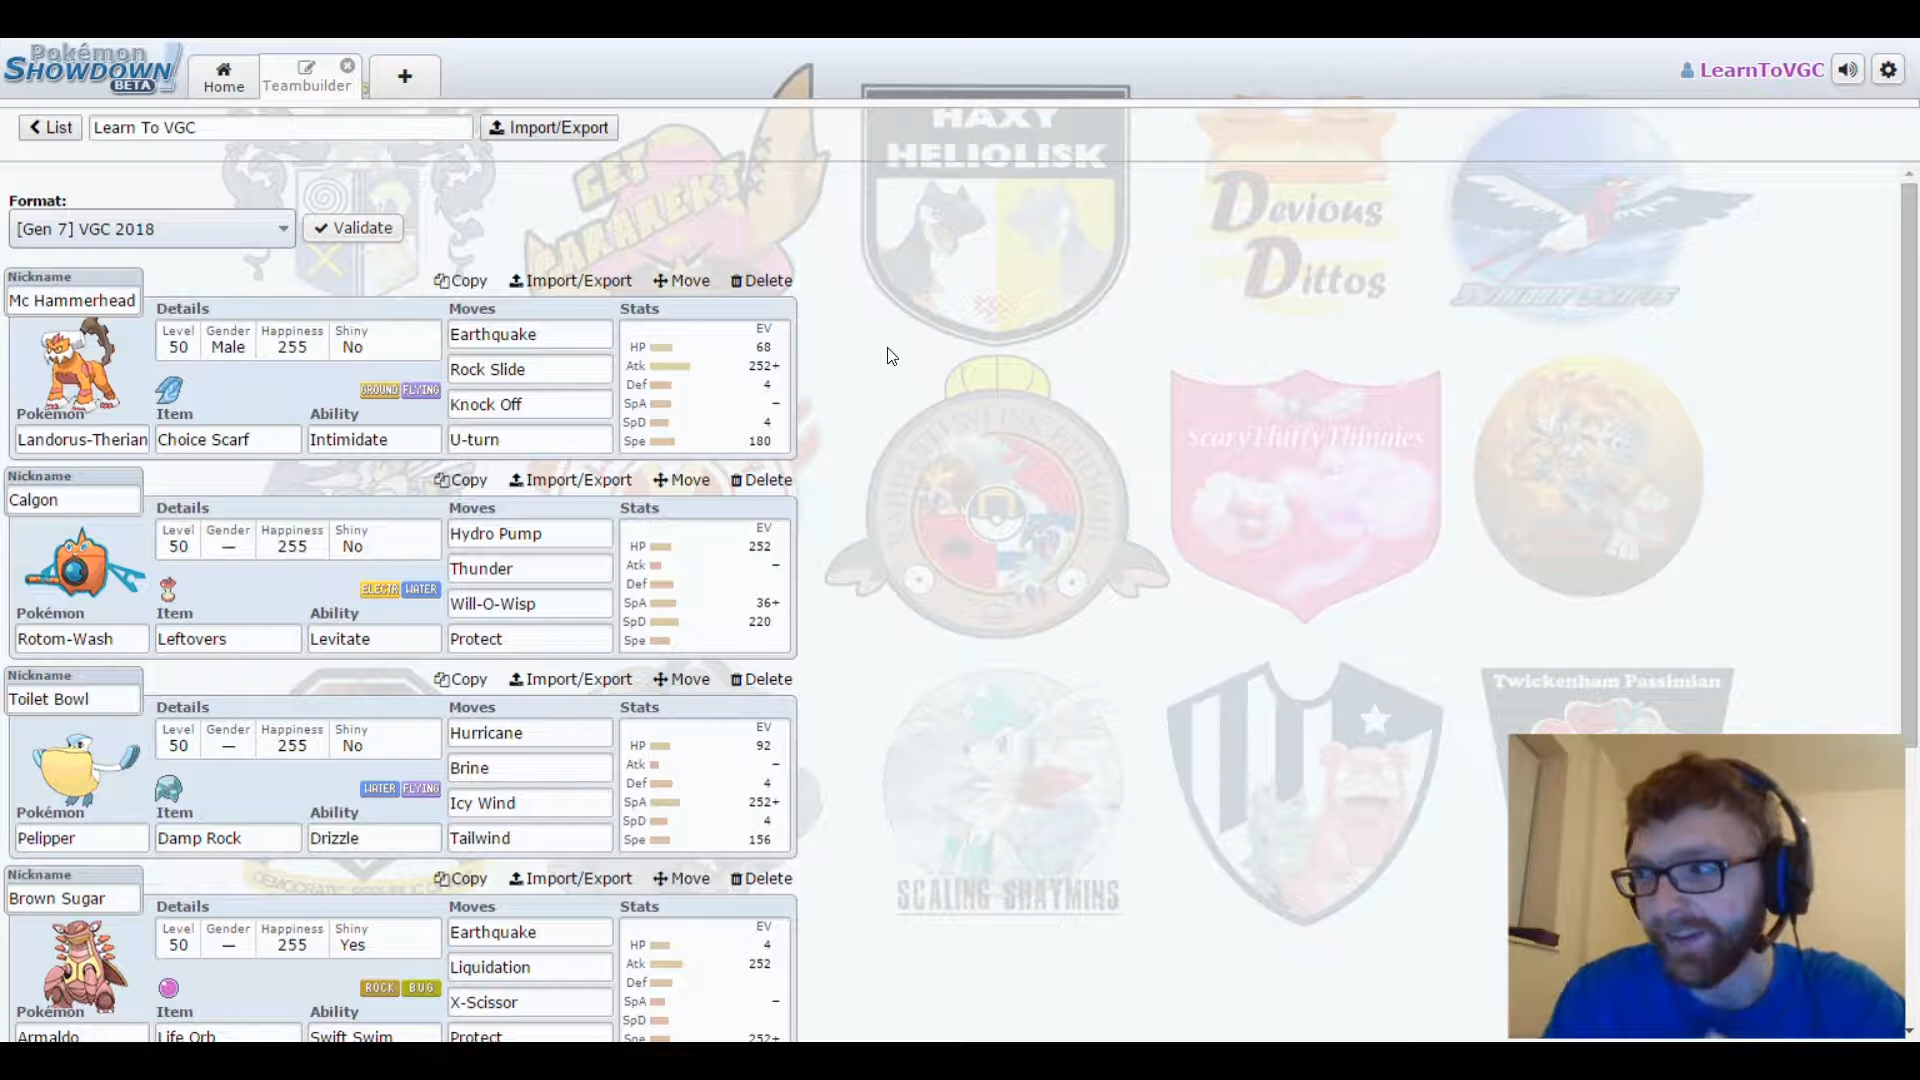 Pokémon
SHOWDOWN!
BETA
Home
Teambuilder
+
LearnToVGC
List
Learn To VGC
Import/Export
HAXY
HELIOLISK
GET
Devious
Dittos
Format:
[Gen 7] VGC 2018
Validate
Nickname
Mc Hammerhead
Copy Import/Export Move Delete
Details Moves Stats
Level Gender Happiness Shiny
50 Male 255 No
Earthquake
Rock Slide
Knock Off
U-turn
EV
HP 68
Atk 252+
Def 4
SpA –
SpD 4
Spe 180
GROUND FLYING
Pokémon Item Ability
Landorus-Therian Choice Scarf Intimidate
Scary Fluffy Thingies
Nickname
Calgon
Copy Import/Export Move Delete
Details Moves Stats
Level Gender Happiness Shiny
50 — 255 No
Hydro Pump
Thunder
Will-O-Wisp
Protect
EV
HP 252
Atk –
Def
SpA 36+
SpD 220
Spe
ELECTR WATER
Pokémon Item Ability
Rotom-Wash Leftovers Levitate
Nickname
Toilet Bowl
Copy Import/Export Move Delete
Details Moves Stats
Level Gender Happiness Shiny
50 — 255 No
Hurricane
Brine
Icy Wind
Tailwind
EV
HP 92
Atk –
Def 4
SpA 252+
SpD 4
Spe 156
WATER FLYING
Pokémon Item Ability
Pelipper Damp Rock Drizzle
Twickenham Passimian
SCALING SHAYMINS
Nickname
Brown Sugar
Copy Import/Export Move Delete
Details Moves Stats
Level Gender Happiness Shiny
50 — 255 Yes
Earthquake
Liquidation
X-Scissor
Protect
EV
HP 4
Atk 252
Def
SpA –
SpD
Spe 252+
ROCK BUG
Pokémon Item Ability
Armaldo Life Orb Swift Swim